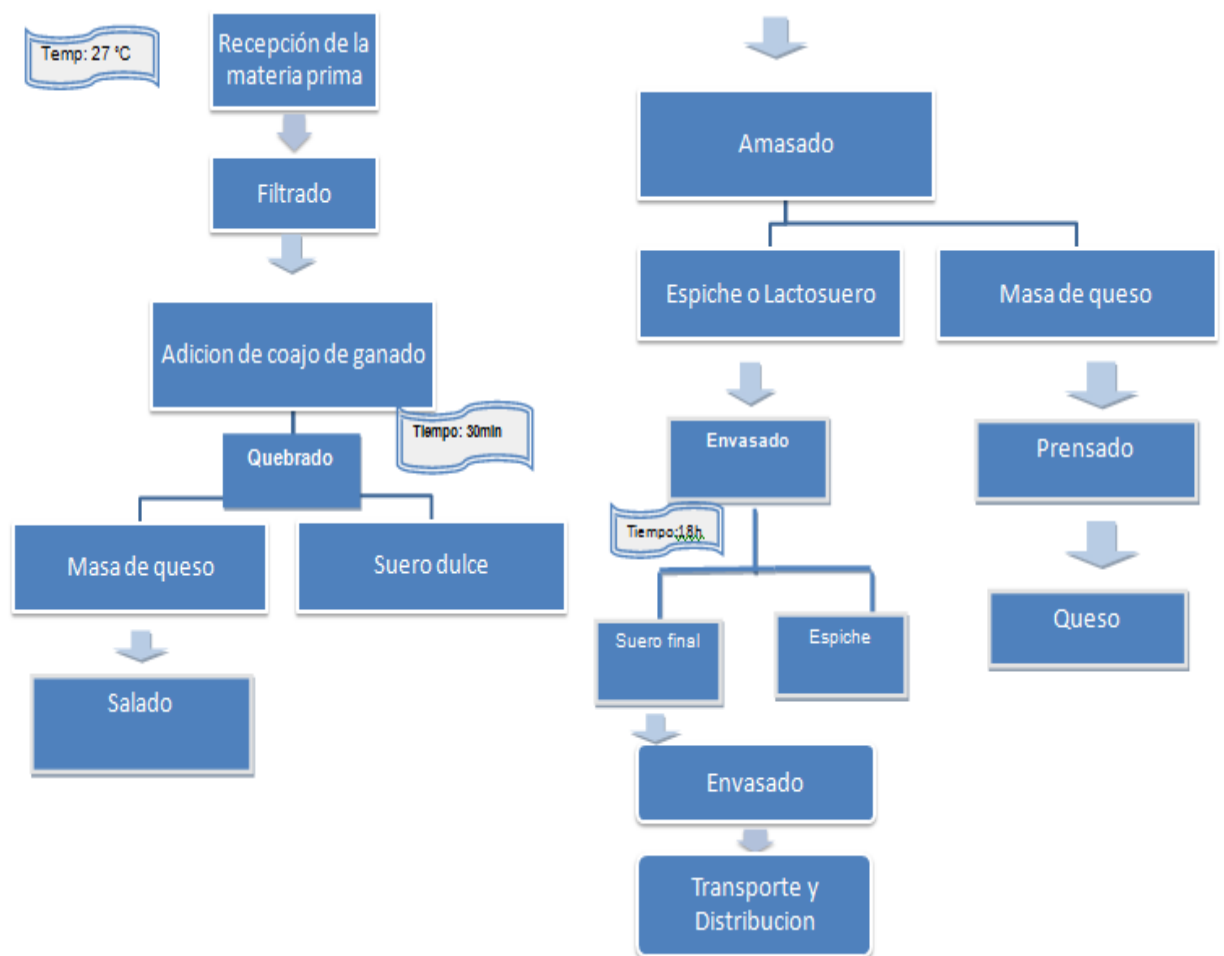 Temp: 27 °C
Recepción de la
materia prima
Filtrado
Adicion de coajo de ganado
Tiempo: 30min
Quebrado
Masa de queso
Suero dulce
Salado
Amasado
Espiche o Lactosuero
Masa de queso
Envasado
Prensado
Tiempo:18h.
Suero final
Espiche
Queso
Envasado
Transporte y
Distribucion